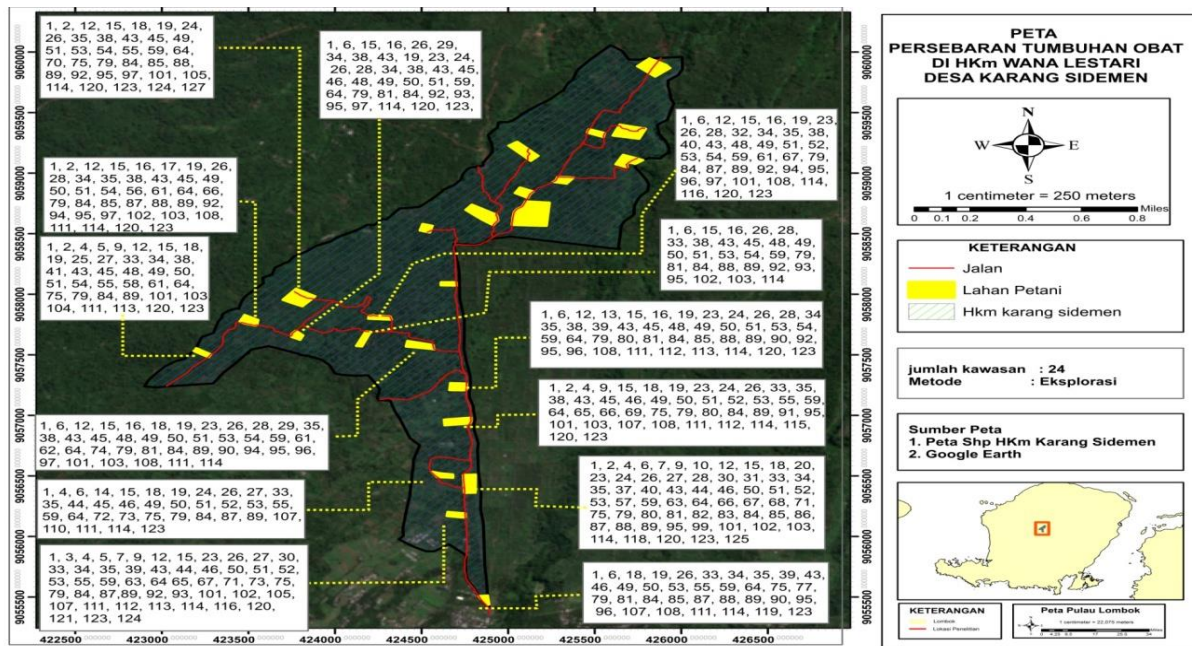 1, 2, 12, 15, 18, 19, 24,
26, 35, 38, 43, 45, 49,
51, 53, 54, 55, 59, 64,
70, 75, 79, 84, 85, 88,
89, 92, 95, 97, 101, 105,
114, 120, 123, 124, 127
1, 6, 15, 16, 26, 29,
34, 38, 43, 19, 23, 24,
26, 28, 34, 38, 43, 45,
46, 48, 49, 50, 51, 59,
64, 79, 81, 84, 92, 93,
95, 97, 114, 120, 123,
1, 6, 12, 15, 16, 19, 23,
26, 28, 32, 34, 35, 38,
40, 43, 48, 49, 51, 52,
53, 54, 59, 61, 67, 79,
84, 87, 89, 92, 94, 95,
96, 97, 101, 108, 114,
116, 120, 123
1, 2, 12, 15, 16, 17, 19, 26,
28, 34, 35, 38, 43, 45, 49,
50, 51, 54, 56, 61, 64, 66,
79, 84, 85, 87, 88, 89, 92,
94, 95, 97, 102, 103, 108,
111, 114, 120, 123
1, 2, 4, 5, 9, 12, 15, 18,
19, 25, 27, 33, 34, 38,
41, 43, 45, 48, 49, 50,
51, 54, 55, 58, 61, 64,
75, 79, 84, 89, 101, 103
104, 111, 113, 120, 123
1, 6, 15, 16, 26, 28,
33, 38, 43, 45, 48, 49,
50, 51, 53, 54, 59, 79,
81, 84, 88, 89, 92, 93,
95, 102, 103, 114
1, 6, 12, 13, 15, 16, 19, 23, 24, 26, 28, 34
35, 38, 39, 43, 45, 48, 49, 50, 51, 53, 54,
59, 64, 79, 80, 81, 84, 85, 88, 89, 90, 92,
95, 96, 108, 111, 112, 113, 114, 120, 123
1, 2, 4, 9, 15, 18, 19, 23, 24, 26, 33, 35,
38, 43, 45, 46, 49, 50, 51, 52, 53, 55, 59,
64, 65, 66, 69, 75, 79, 80, 84, 89, 91, 95,
101, 103, 107, 108, 111, 112, 114, 115,
120, 123
1, 6, 12, 15, 16, 18, 19, 23, 26, 28, 29, 35,
38, 43, 45, 48, 49, 50, 51, 53, 54, 59, 61,
62, 64, 74, 79, 81, 84, 89, 90, 94, 95, 96,
97, 101, 103, 108, 111, 114
1, 4, 6, 14, 15, 18, 19, 24, 26, 27, 33,
35, 44, 45, 46, 49, 50, 51, 52, 53, 55,
59, 64, 72, 73, 75, 79, 84, 87, 89, 107,
110, 111, 114, 123
1, 2, 4, 6, 7, 9, 10, 12, 15, 18, 20,
23, 24, 26, 27, 28, 30, 31, 33, 34,
35, 37, 40, 43, 44, 46, 50, 51, 52,
53, 57, 59, 63, 64, 66, 67, 68, 71
75, 79, 80, 81, 82, 83, 84, 85, 86,
87, 88, 89, 95, 99, 101, 102, 103,
114, 118, 120, 123, 125
1, 3, 4, 5, 7, 9, 12, 15, 23, 26, 27, 30,
33, 34, 35, 39, 43, 44, 46, 50, 51, 52,
53, 55, 59, 63, 64 65, 67, 71, 73, 75,
79, 84, 87,89, 92, 93, 101, 102, 105,
107, 111, 112, 113, 114, 116, 120,
121, 123, 124
1, 6, 18, 19, 26, 33, 34, 35, 39, 43,
46, 49, 50, 53, 55, 59, 64, 75, 77,
79, 81, 84, 85, 87, 88, 89, 90, 95,
96, 107, 108, 111, 114, 119, 123
9060000
9059500
9059000
9058500
9058000
9057500
9057000
9056500
9056000
9055500
422500 423000 423500 424000 424500 425000 425500 426000 426500
PETA
PERSEBARAN TUMBUHAN OBAT
DI HKm WANA LESTARI
DESA KARANG SIDEMEN
N
W E
S
1 centimeter = 250 meters
Miles
0 0.1 0.2 0.4 0.6 0.8
KETERANGAN
Jalan
Lahan Petani
Hkm karang sidemen
jumlah kawasan : 24
Metode : Eksplorasi
Sumber Peta
1. Peta Shp HKm Karang Sidemen
2. Google Earth
KETERANGAN
Lombok
Lokasi Penelitian
Peta Pulau Lombok